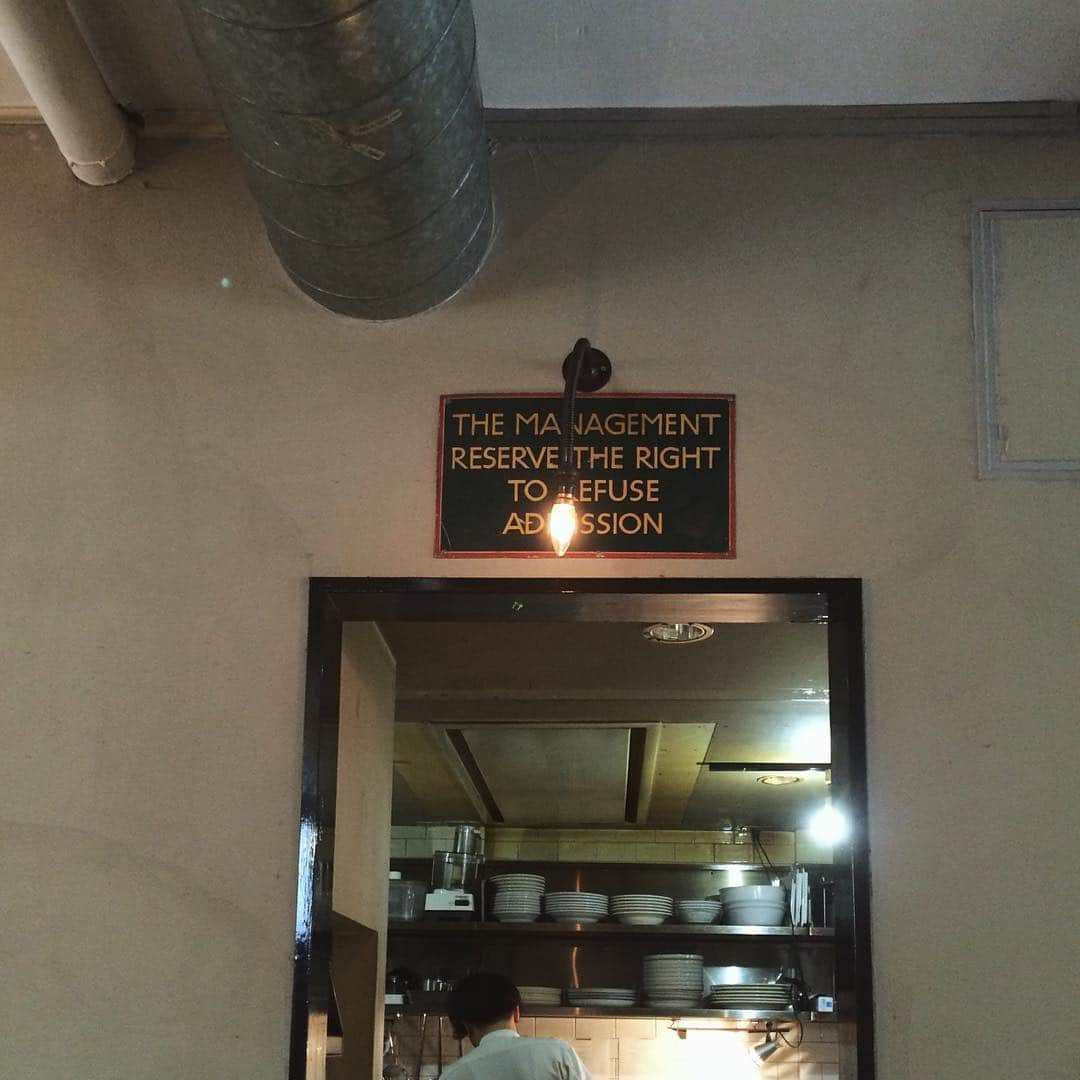 THE MANAGEMENT
RESERVE THE RIGHT
TO REFUSE
ADMISSION